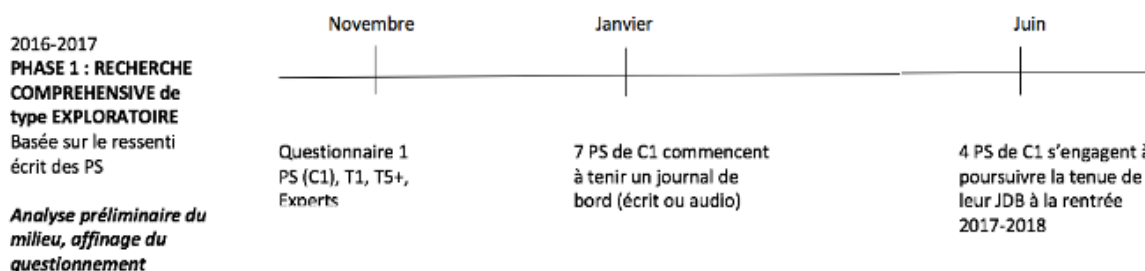 2016-2017
PHASE 1 : RECHERCHE
COMPREHENSIVE de
type EXPLORATOIRE
Basée sur le ressenti
écrit des PS
Analyse préliminaire du
milieu, affinage du
questionnement
Novembre
Questionnaire 1
PS (C1), T1, T5+,
Experts
Janvier
7 PS de C1 commencent
à tenir un journal de
bord (écrit ou audio)
Juin
4 PS de C1 s'engagent à
poursuivre la tenue de
leur JDB à la rentrée
2017-2018